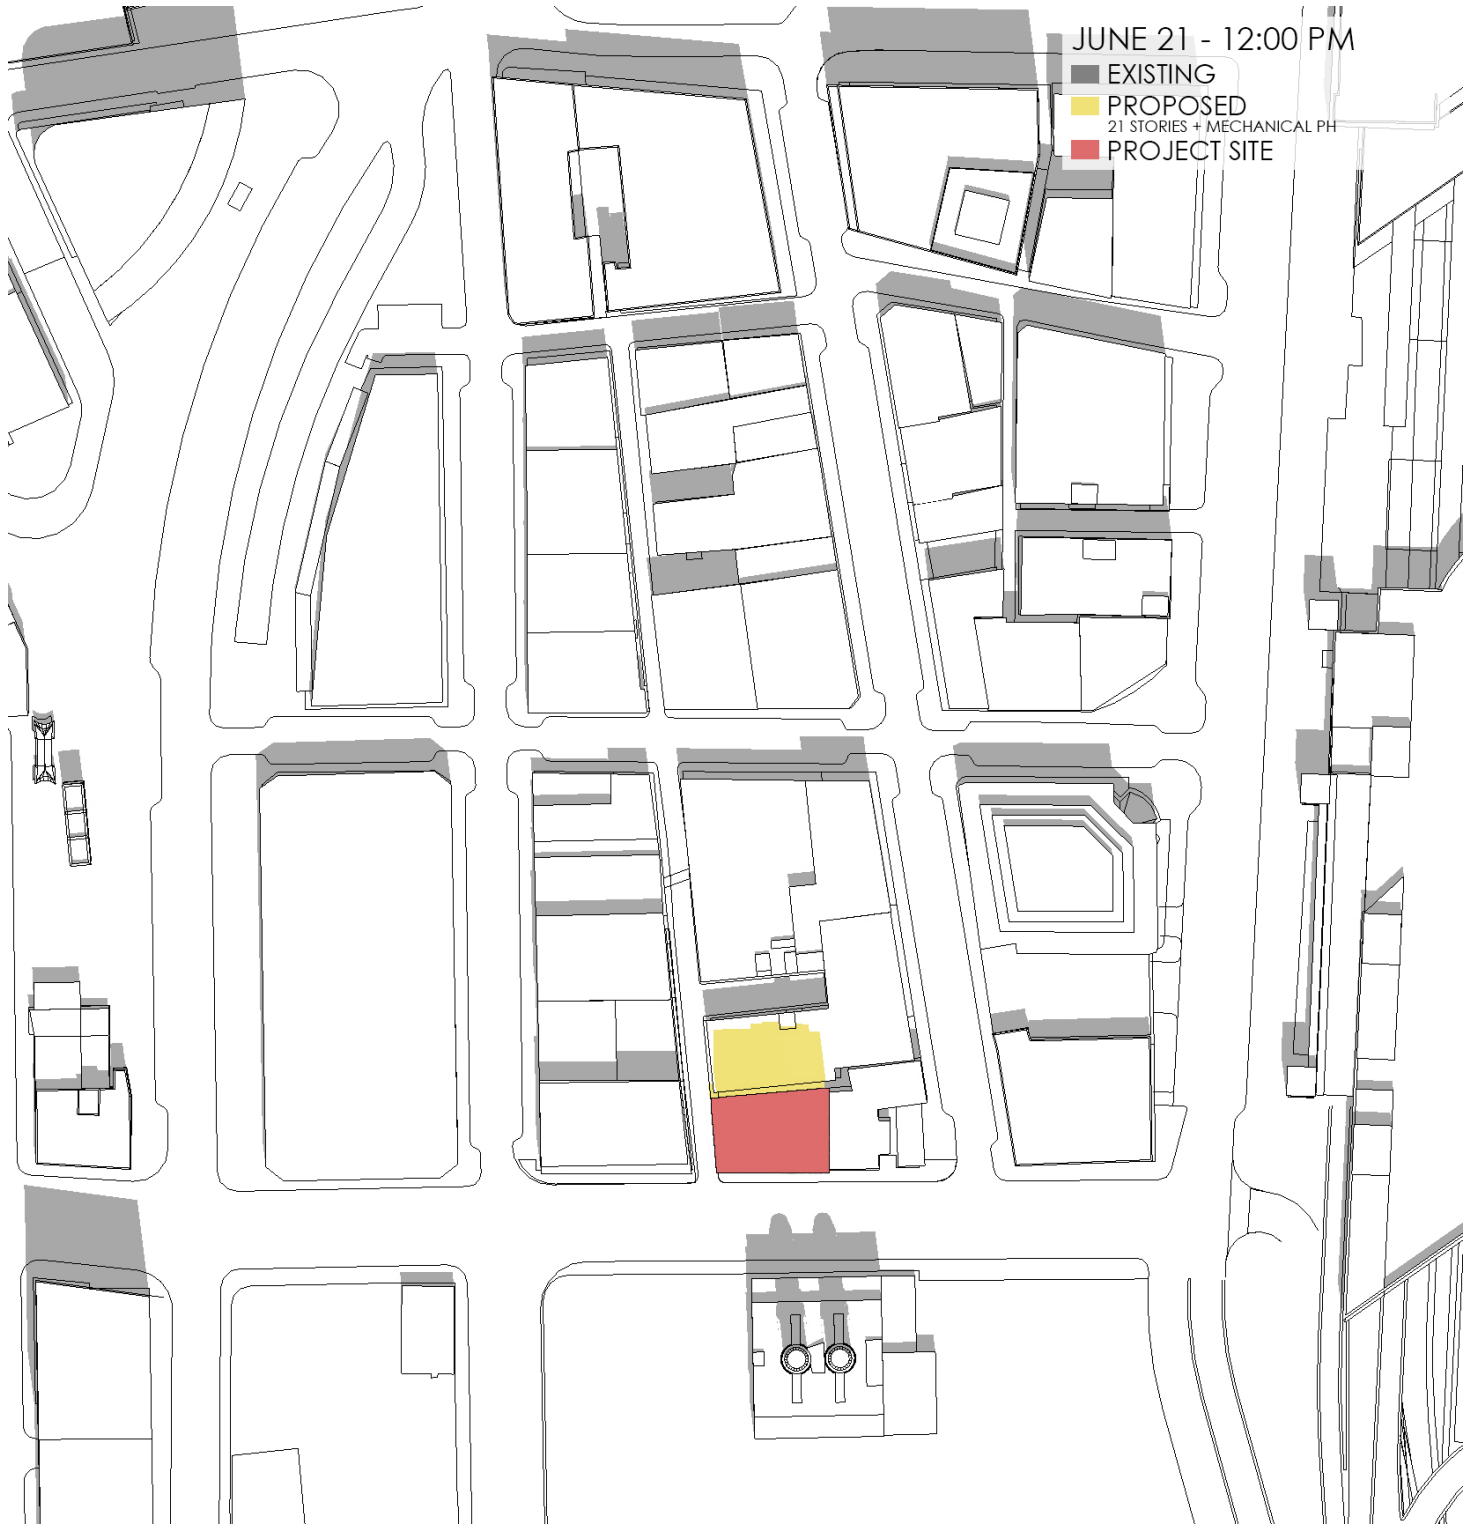 JUNE 21 - 12:00 PM
EXISTING
PROPOSED
21 STORIES + MECHANICAL PH
PROJECT SITE